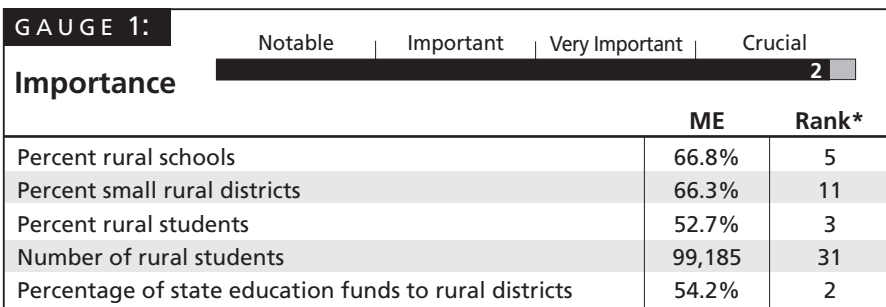 GAUGE 1:
Notable Important Very Important Crucial
Importance
2
ME Rank*
Percent rural schools 66.8% 5
Percent small rural districts 66.3% 11
Percent rural students 52.7% 3
Number of rural students 99,185 31
Percentage of state education funds to rural districts 54.2% 2